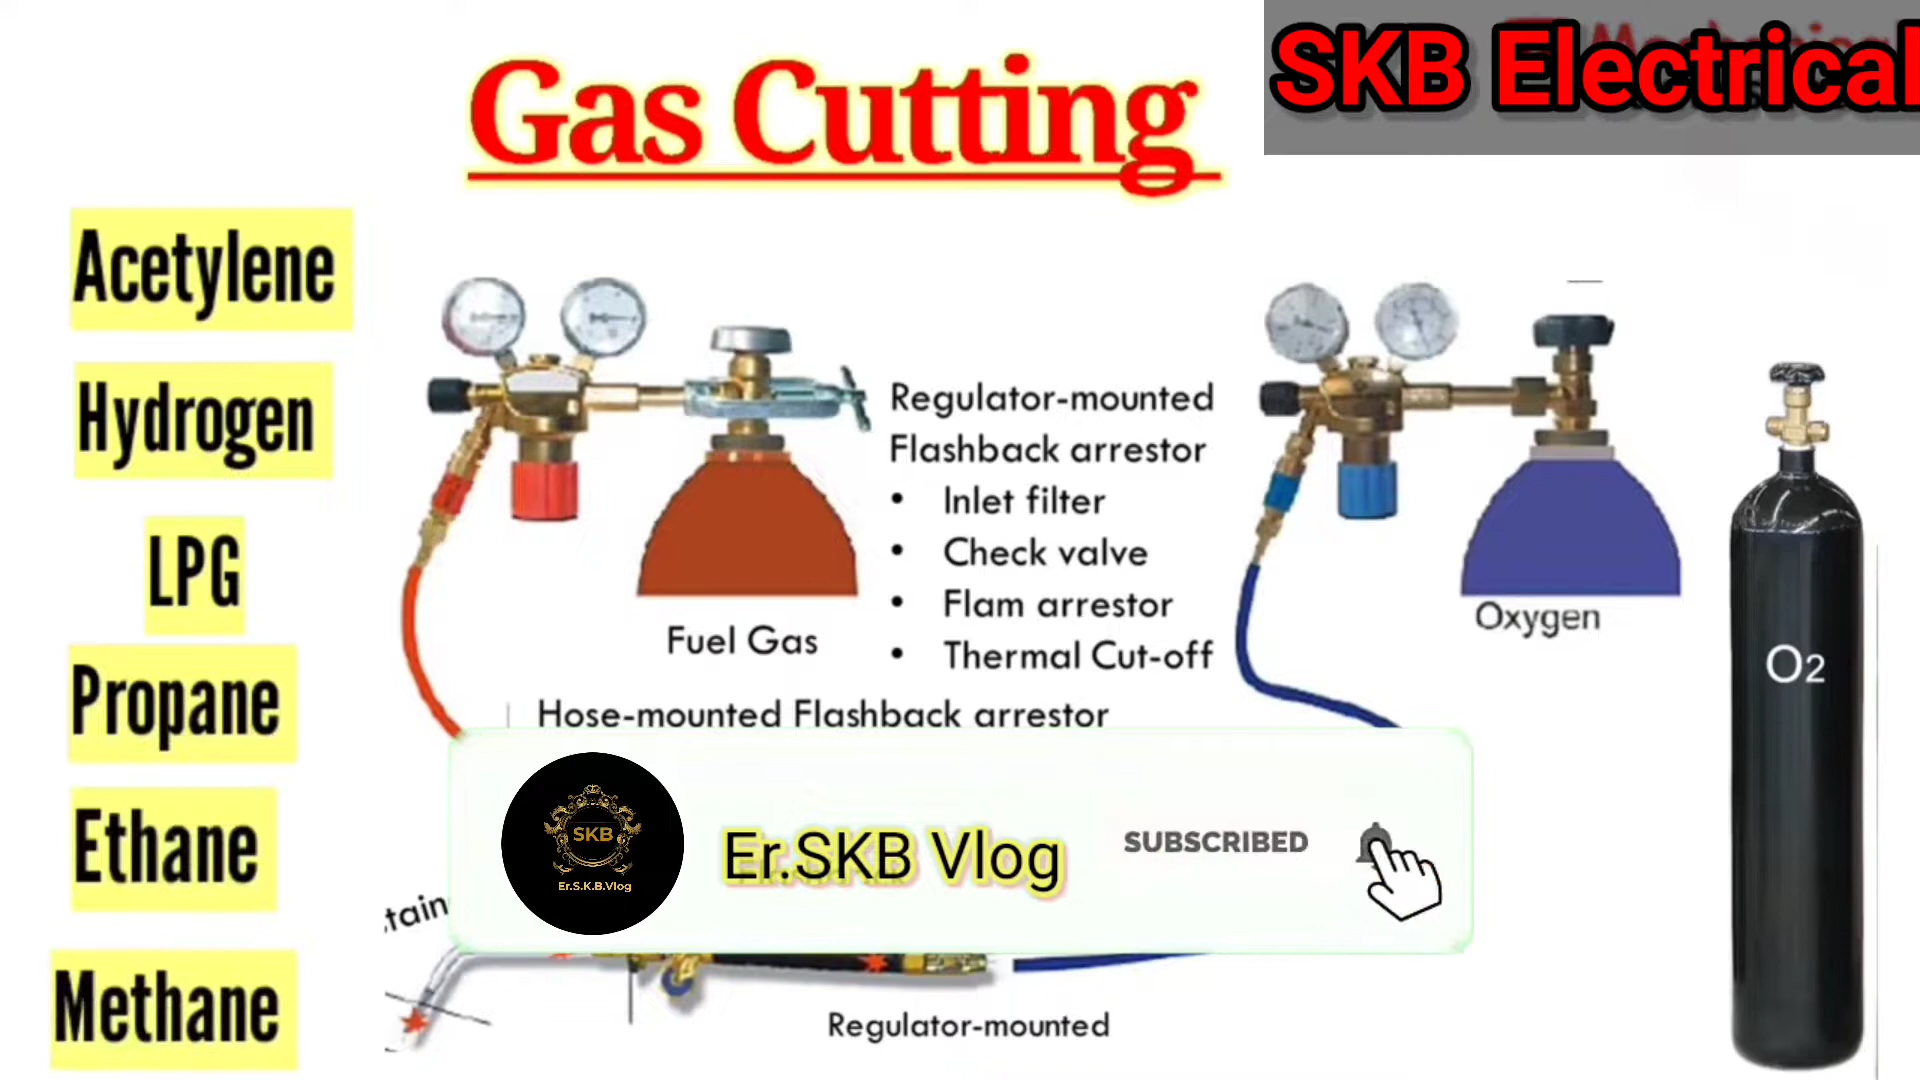 Gas Cutting
SKB Electrical
Acetylene
Hydrogen
LPG
Propane
Ethane
Methane
Regulator-mounted
Flashback arrestor
• Inlet filter
• Check valve
• Flam arrestor
• Thermal Cut-off
Fuel Gas
Oxygen
O2
Hose-mounted Flashback arrestor
SKB
Er.S.K.B.Vlog
Er.SKB Vlog
SUBSCRIBED
Regulator-mounted